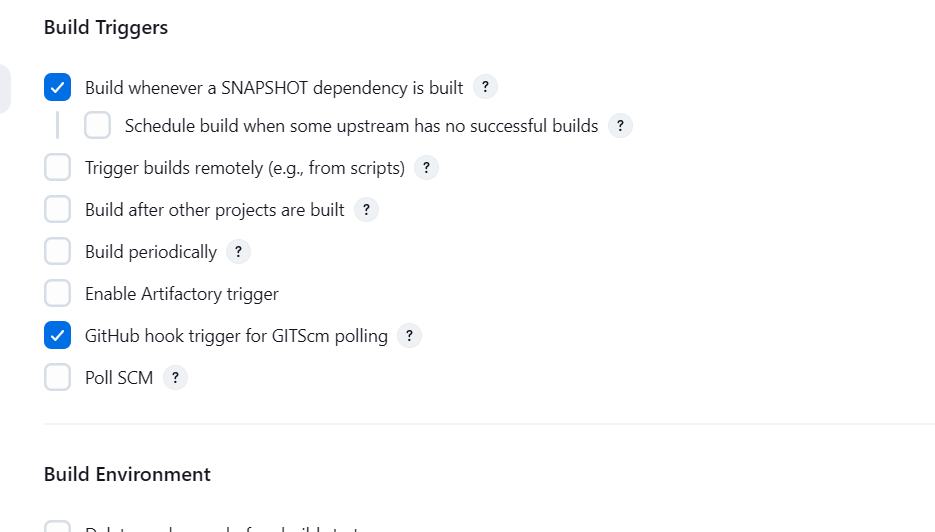 Build Triggers
Build whenever a SNAPSHOT dependency is built ?
Schedule build when some upstream has no successful builds ?
Trigger builds remotely (e.g., from scripts) ?
Build after other projects are built ?
Build periodically ?
Enable Artifactory trigger
GitHub hook trigger for GITScm polling ?
Poll SCM ?
Build Environment